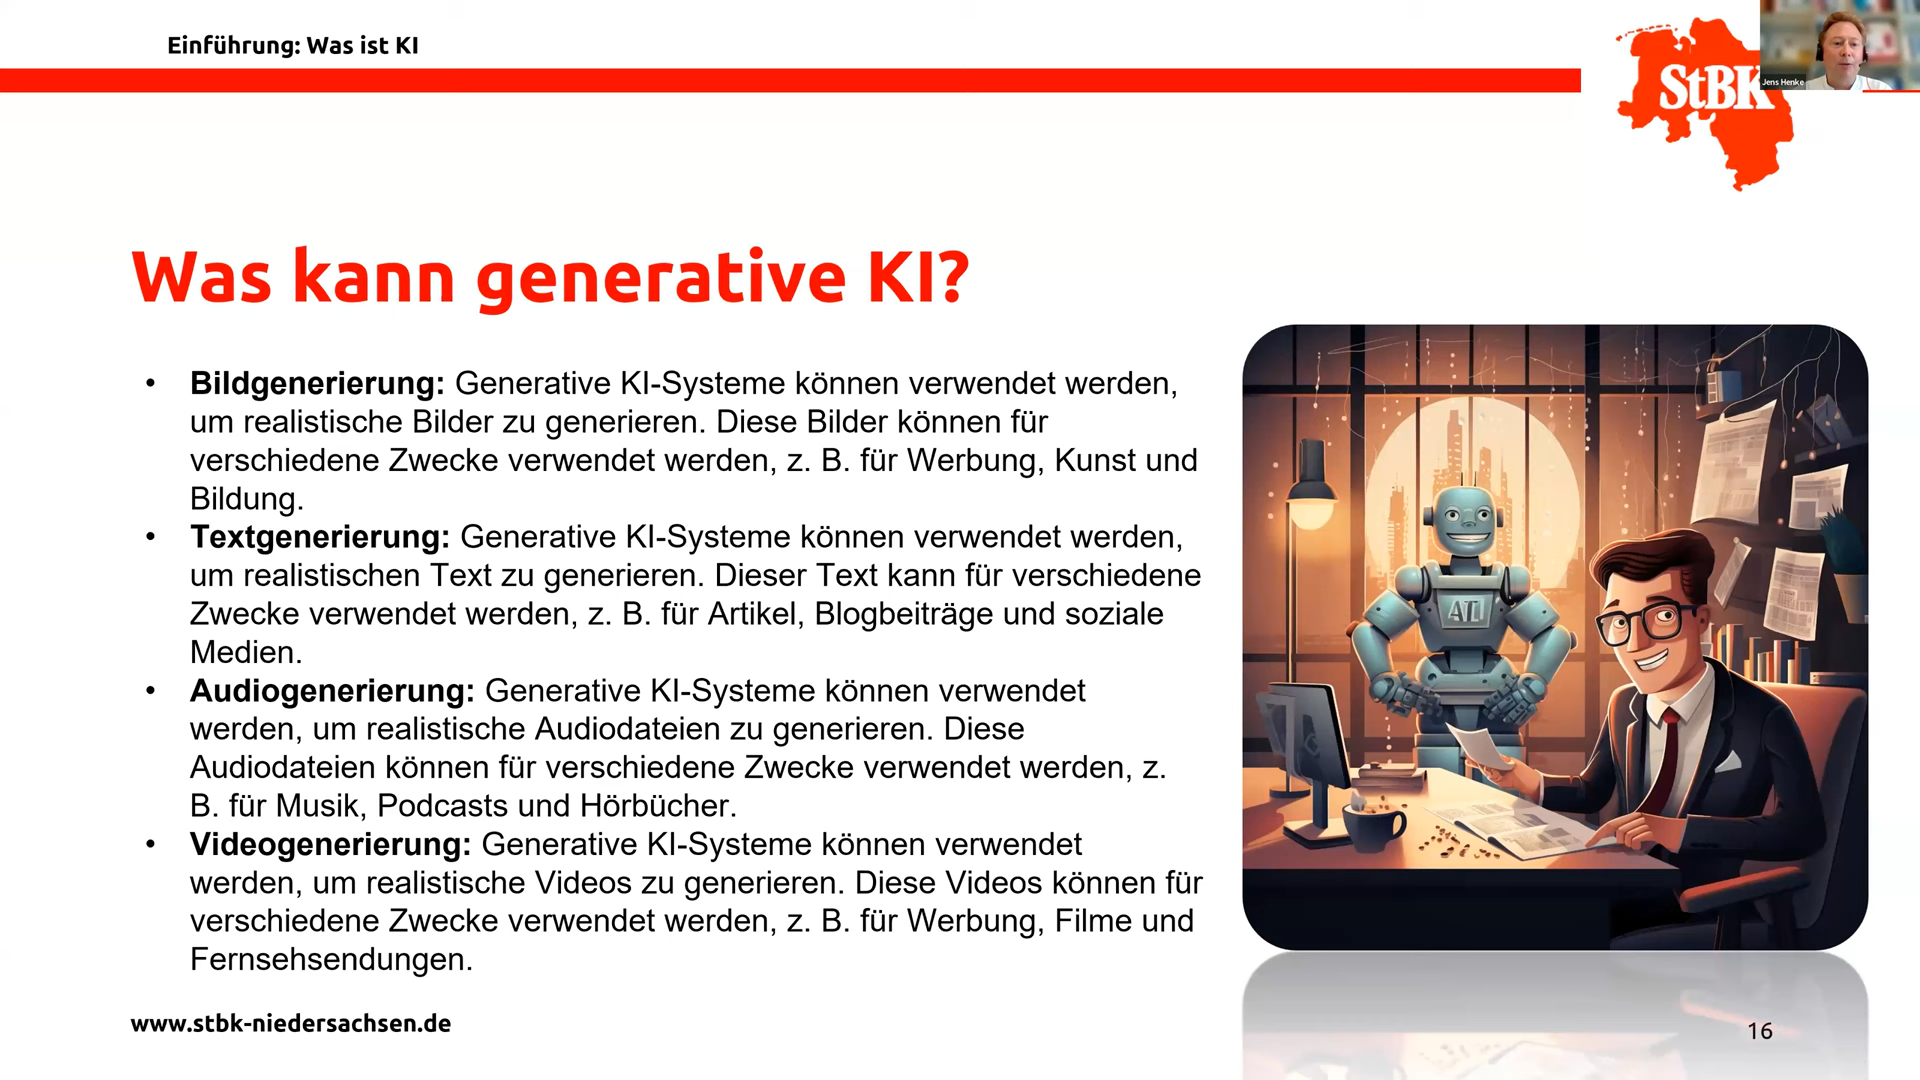 Einführung: Was ist KI
StBK
Jens Henke
Was kann generative KI?
• Bildgenerierung: Generative KI-Systeme können verwendet werden,
um realistische Bilder zu generieren. Diese Bilder können für
verschiedene Zwecke verwendet werden, z. B. für Werbung, Kunst und
Bildung.
• Textgenerierung: Generative KI-Systeme können verwendet werden,
um realistischen Text zu generieren. Dieser Text kann für verschiedene
Zwecke verwendet werden, z. B. für Artikel, Blogbeiträge und soziale
Medien.
• Audiogenerierung: Generative KI-Systeme können verwendet
werden, um realistische Audiodateien zu generieren. Diese
Audiodateien können für verschiedene Zwecke verwendet werden, z.
B. für Musik, Podcasts und Hörbücher.
• Videogenerierung: Generative KI-Systeme können verwendet
werden, um realistische Videos zu generieren. Diese Videos können für
verschiedene Zwecke verwendet werden, z. B. für Werbung, Filme und
Fernsehsendungen.
www.stbk-niedersachsen.de
16